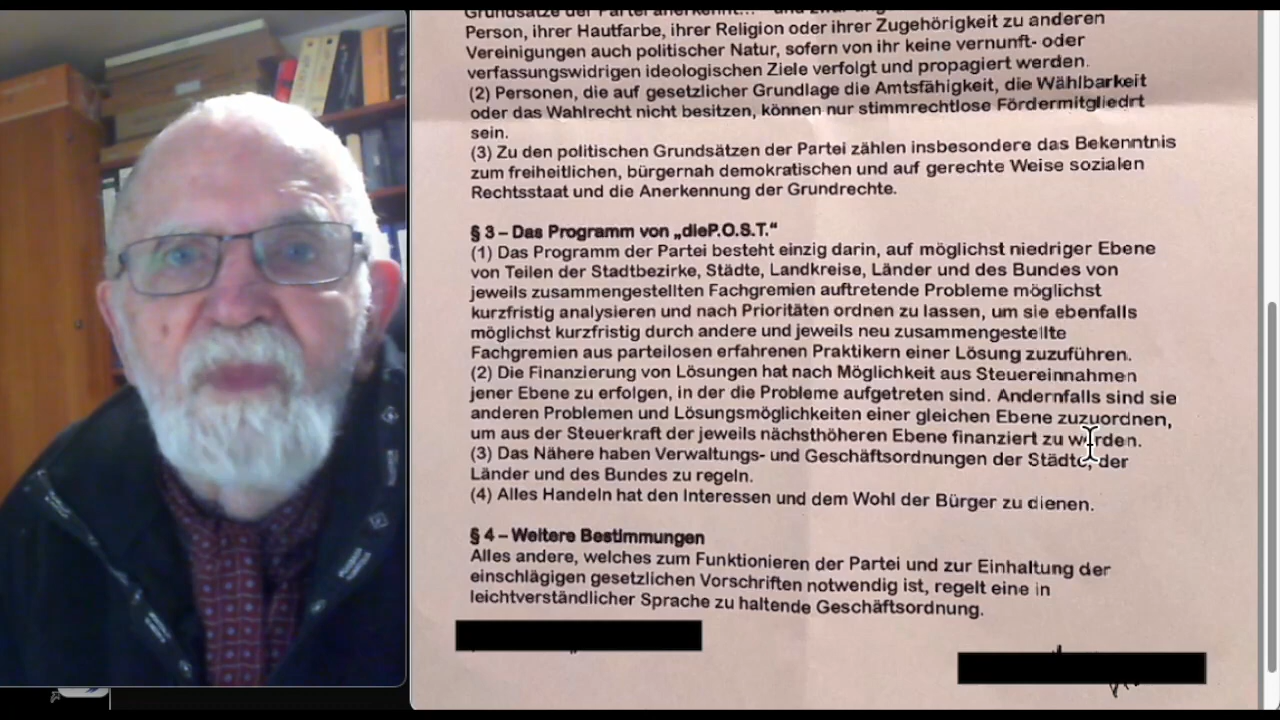 Grundsätze der Partei anerkennt...
Person, ihrer Hautfarbe, ihrer Religion oder ihrer Zugehörigkeit zu anderen
Vereinigungen auch politischer Natur, sofern von ihr keine vernunft- oder
verfassungswidrigen ideologischen Ziele verfolgt und propagiert werden.
(2) Personen, die auf gesetzlicher Grundlage die Amtsfähigkeit, die Wählbarkeit
oder das Wahlrecht nicht besitzen, können nur stimmrechtlose Fördermitgliedrt
sein.
(3) Zu den politischen Grundsätzen der Partei zählen insbesondere das Bekenntnis
zum freiheitlichen, bürgernah demokratischen und auf gerechte Weise sozialen
Rechtsstaat und die Anerkennung der Grundrechte.
§ 3 – Das Programm von „dieP.O.S.T.“
(1) Das Programm der Partei besteht einzig darin, auf möglichst niedriger Ebene
von Teilen der Stadtbezirke, Städte, Landkreise, Länder und des Bundes von
jeweils zusammengestellten Fachgremien auftretende Probleme möglichst
kurzfristig analysieren und nach Prioritäten ordnen zu lassen, um sie ebenfalls
möglichst kurzfristig durch andere und jeweils neu zusammengestellte
Fachgremien aus parteilosen erfahrenen Praktikern einer Lösung zuzuführen.
(2) Die Finanzierung von Lösungen hat nach Möglichkeit aus Steuereinnahmen
jener Ebene zu erfolgen, in der die Probleme aufgetreten sind. Andernfalls sind sie
anderen Problemen und Lösungsmöglichkeiten einer gleichen Ebene zuzuordnen,
um aus der Steuerkraft der jeweils nächsthöheren Ebene finanziert zu werden.
(3) Das Nähere haben Verwaltungs- und Geschäftsordnungen der Städte, der
Länder und des Bundes zu regeln.
(4) Alles Handeln hat den Interessen und dem Wohl der Bürger zu dienen.
§ 4 – Weitere Bestimmungen
Alles andere, welches zum Funktionieren der Partei und zur Einhaltung der
einschlägigen gesetzlichen Vorschriften notwendig ist, regelt eine in
leichtverständlicher Sprache zu haltende Geschäftsordnung.